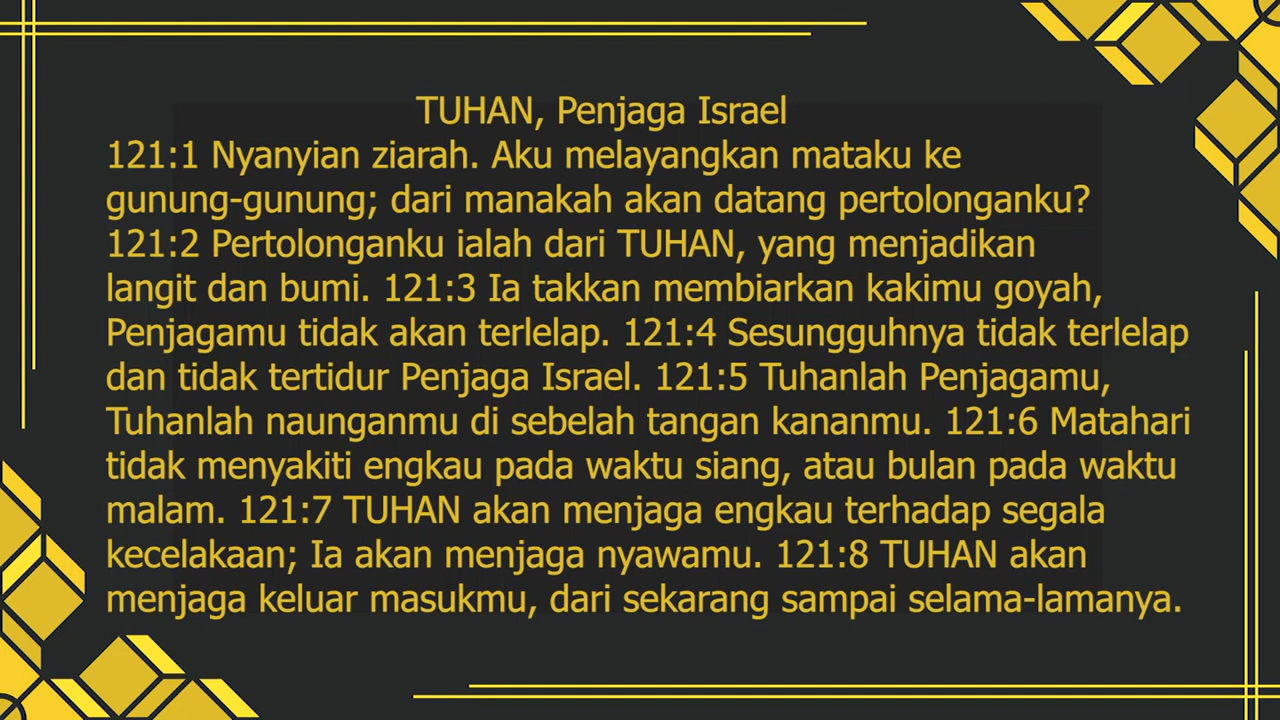 TUHAN, Penjaga Israel
121:1 Nyanyian ziarah. Aku melayangkan mataku ke
gunung-gunung; dari manakah akan datang pertolonganku?
121:2 Pertolonganku ialah dari TUHAN, yang menjadikan
langit dan bumi. 121:3 Ia takkan membiarkan kakimu goyah,
Penjagamu tidak akan terlelap. 121:4 Sesungguhnya tidak terlelap
dan tidak tertidur Penjaga Israel. 121:5 Tuhanlah Penjagamu,
Tuhanlah naunganmu di sebelah tangan kananmu. 121:6 Matahari
tidak menyakiti engkau pada waktu siang, atau bulan pada waktu
malam. 121:7 TUHAN akan menjaga engkau terhadap segala
kecelakaan; Ia akan menjaga nyawamu. 121:8 TUHAN akan
menjaga keluar masukmu, dari sekarang sampai selama-lamanya.